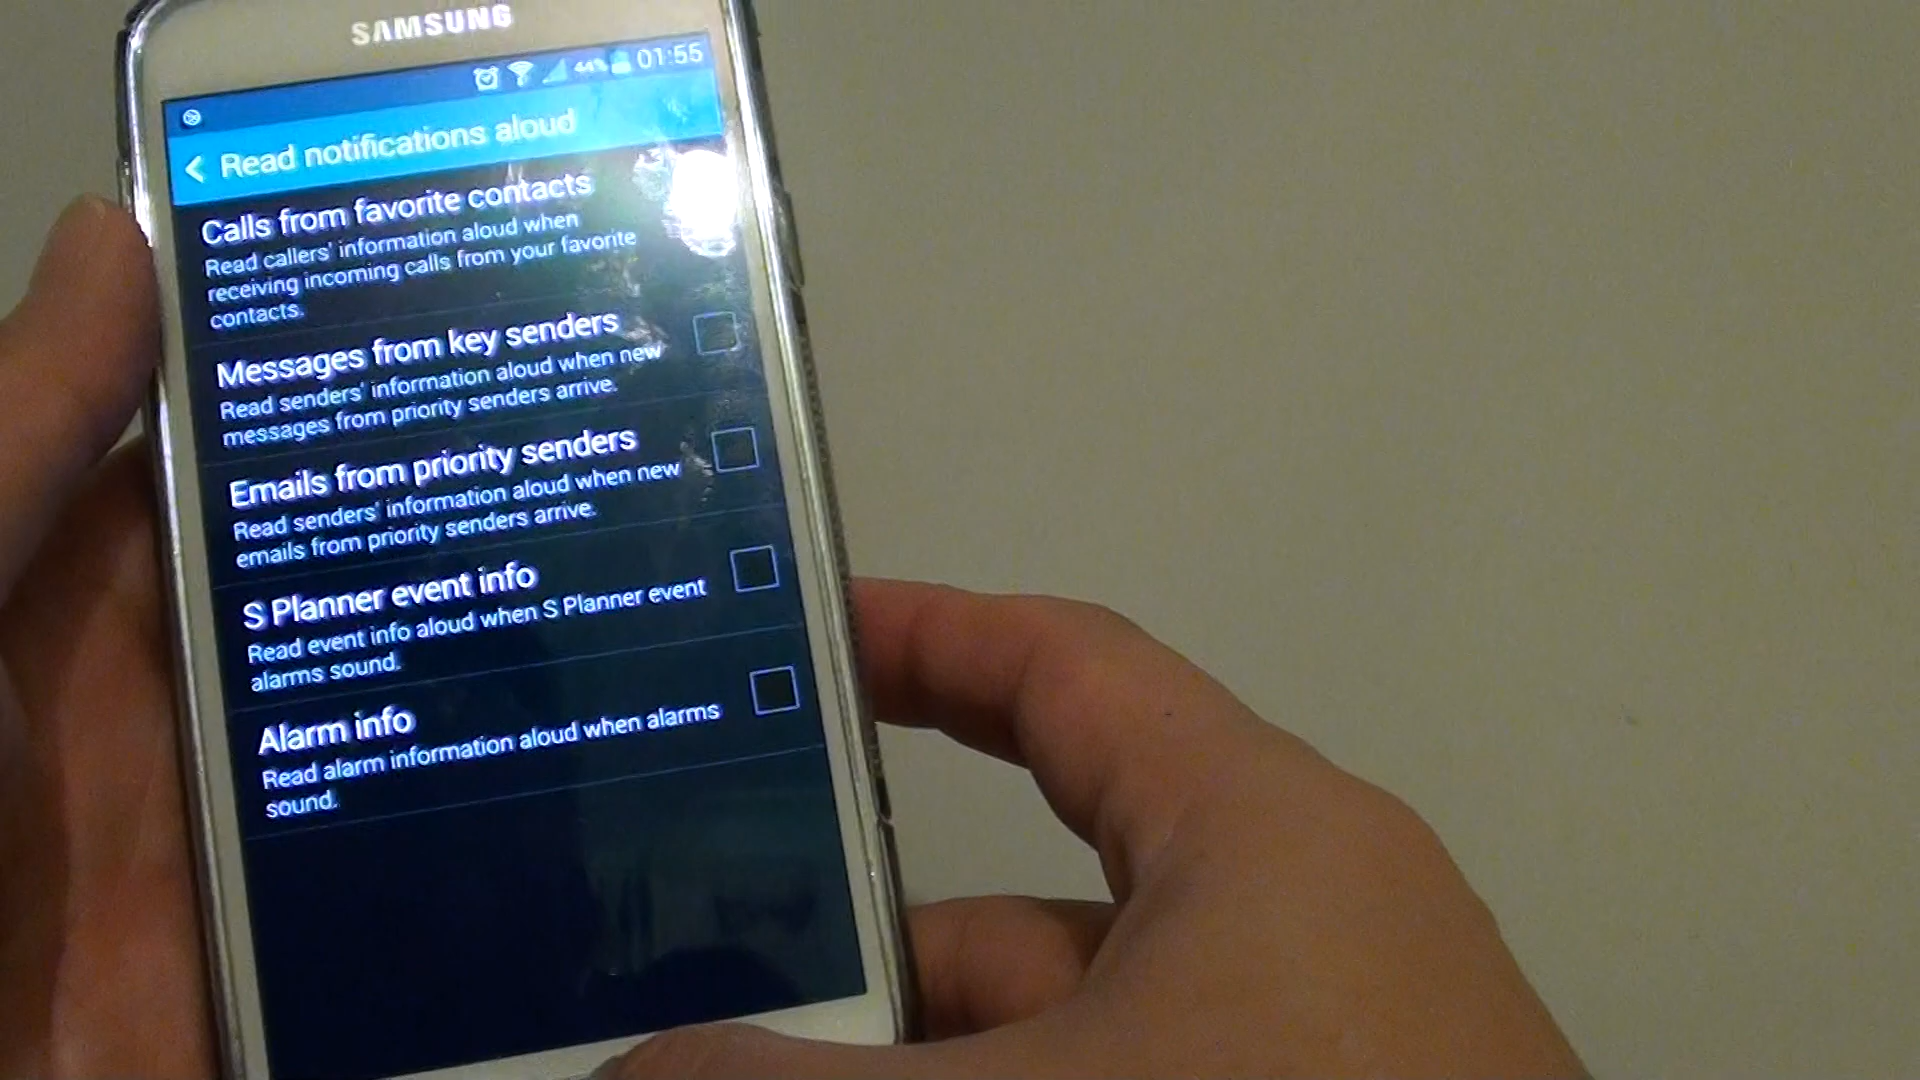 SAMSUNG
44% 01:55
Read notifications aloud
Calls from favorite contacts
Read callers' information aloud when
receiving incoming calls from your favorite
contacts.
Messages from key senders
Read senders' information aloud when new
messages from priority senders arrive.
Emails from priority senders
Read senders' information aloud when new
emails from priority senders arrive.
S Planner event info
Read event info aloud when S Planner event
alarms sound.
Alarm info
Read alarm information aloud when alarms
sound.